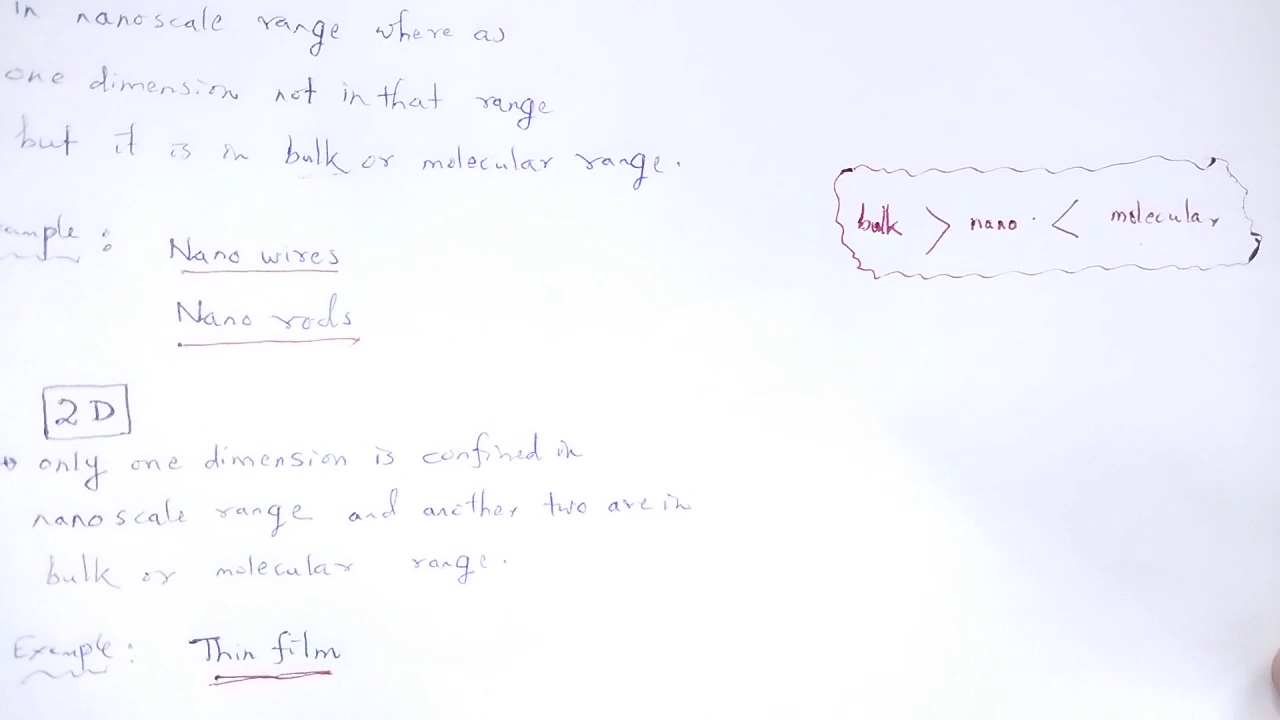 in nanoscale range where as
one dimension not in that range
but it is in bulk or molecular range.
ample :
Nano wires
Nano rods
bulk > nano < molecular
2D
only one dimension is confined in
nanoscale range and another two are in
bulk or molecular range.
Example : Thin film